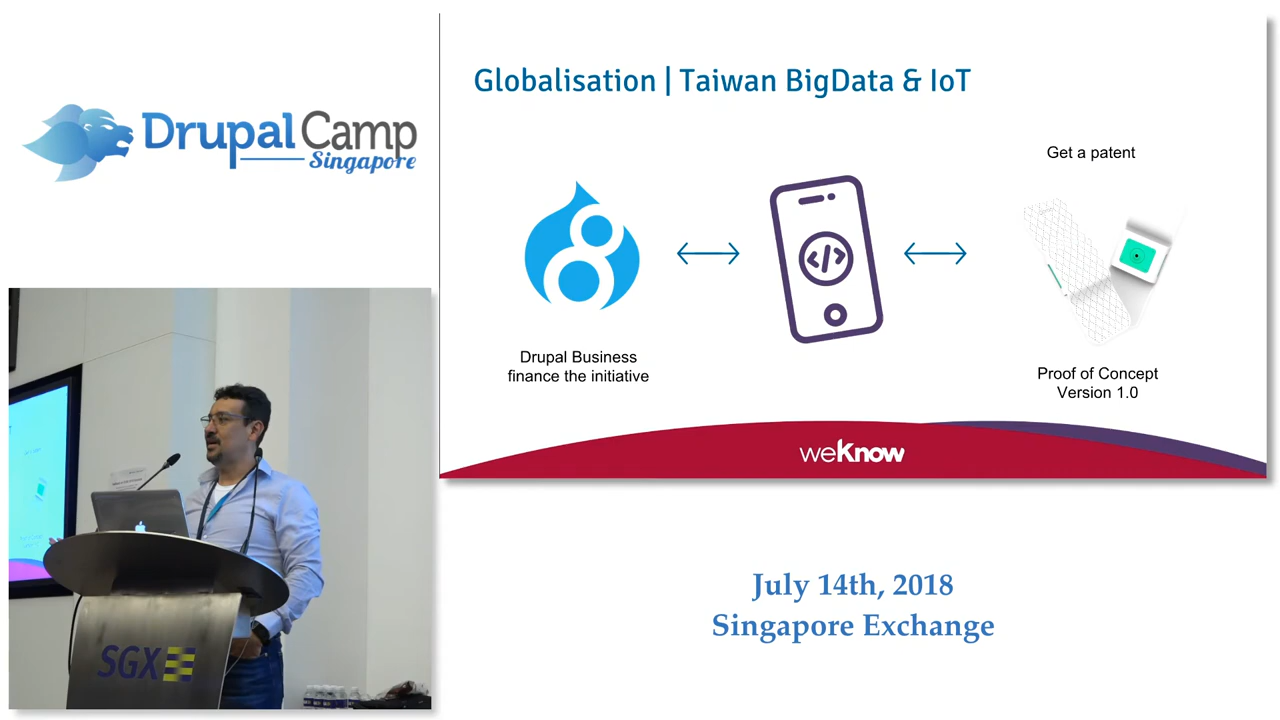 Drupal Camp
Singapore
Globalisation | Taiwan BigData & IoT
Get a patent
8
</>
Drupal Business
finance the initiative
Proof of Concept
Version 1.0
weKnow
SGX
July 14th, 2018
Singapore Exchange